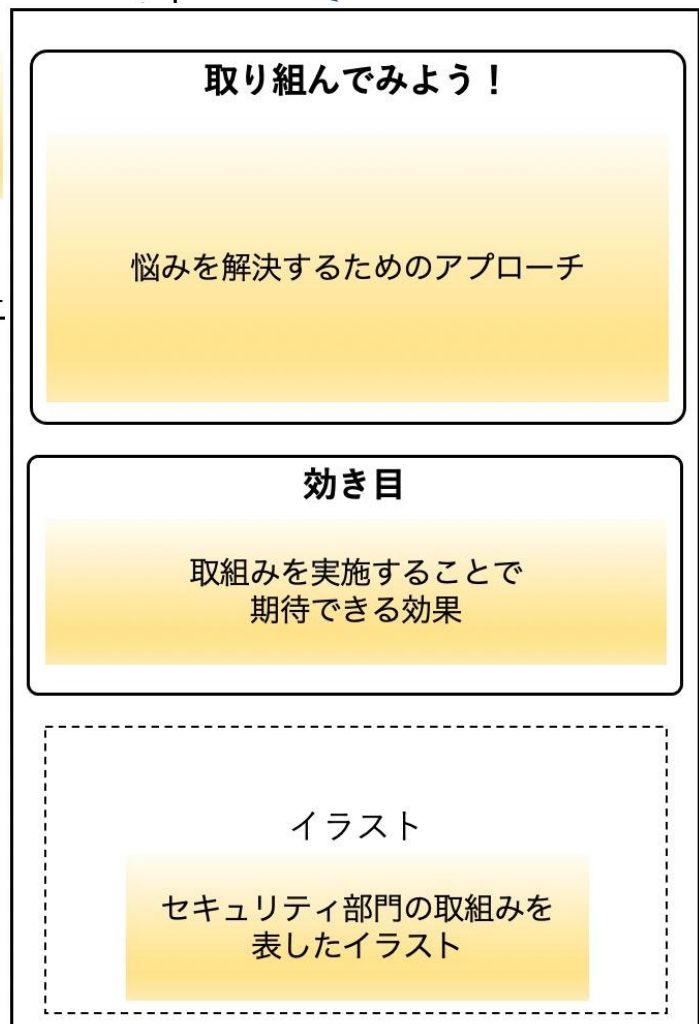 取り組んでみよう！
悩みを解決するためのアプローチ
効き目
取組みを実施することで
期待できる効果
イラスト
セキュリティ部門の取組みを
表したイラスト